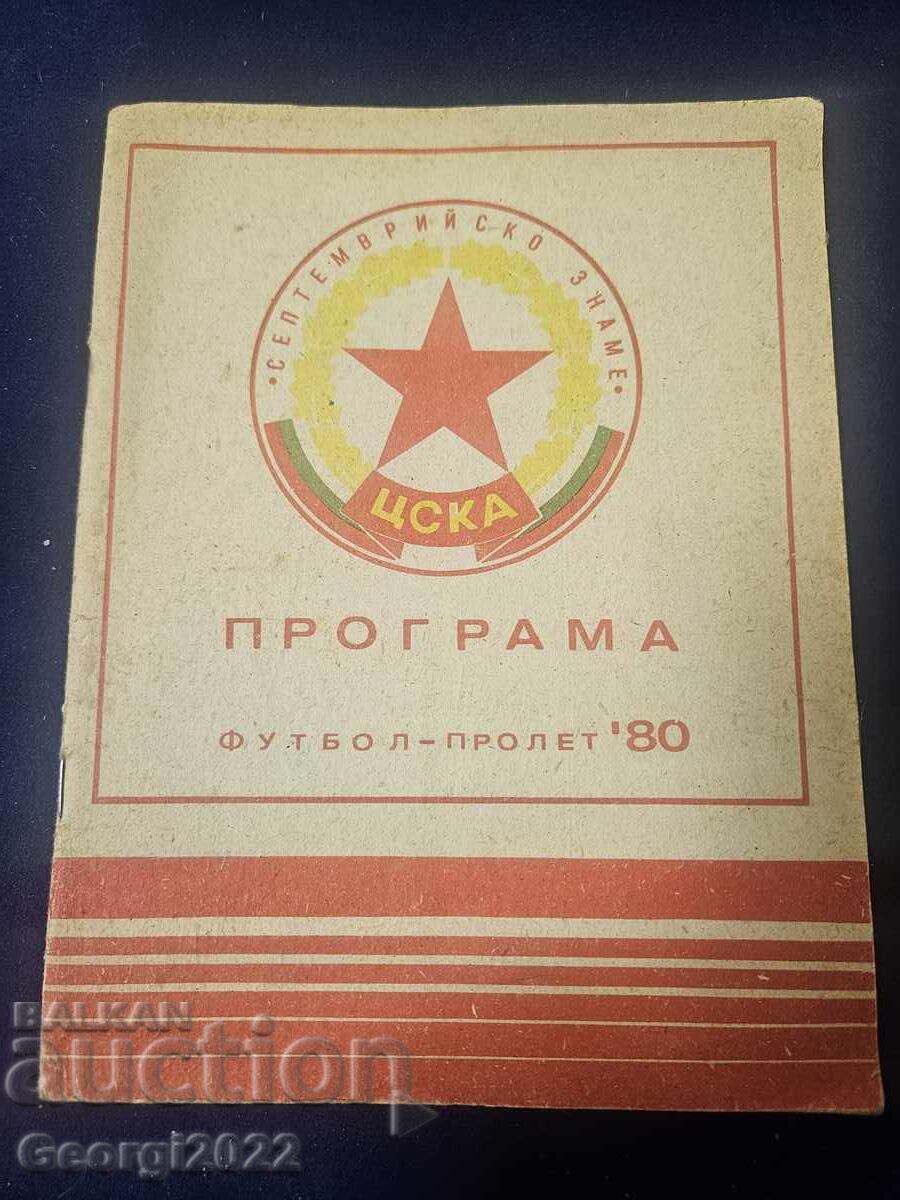 • СЕПТЕМВРИЙСКО ЗНАМЕ •
ЦСКА
ПРОГРАМА
ФУТБОЛ-ПРОЛЕТ '80
BALKAN
auction
Georgi2022